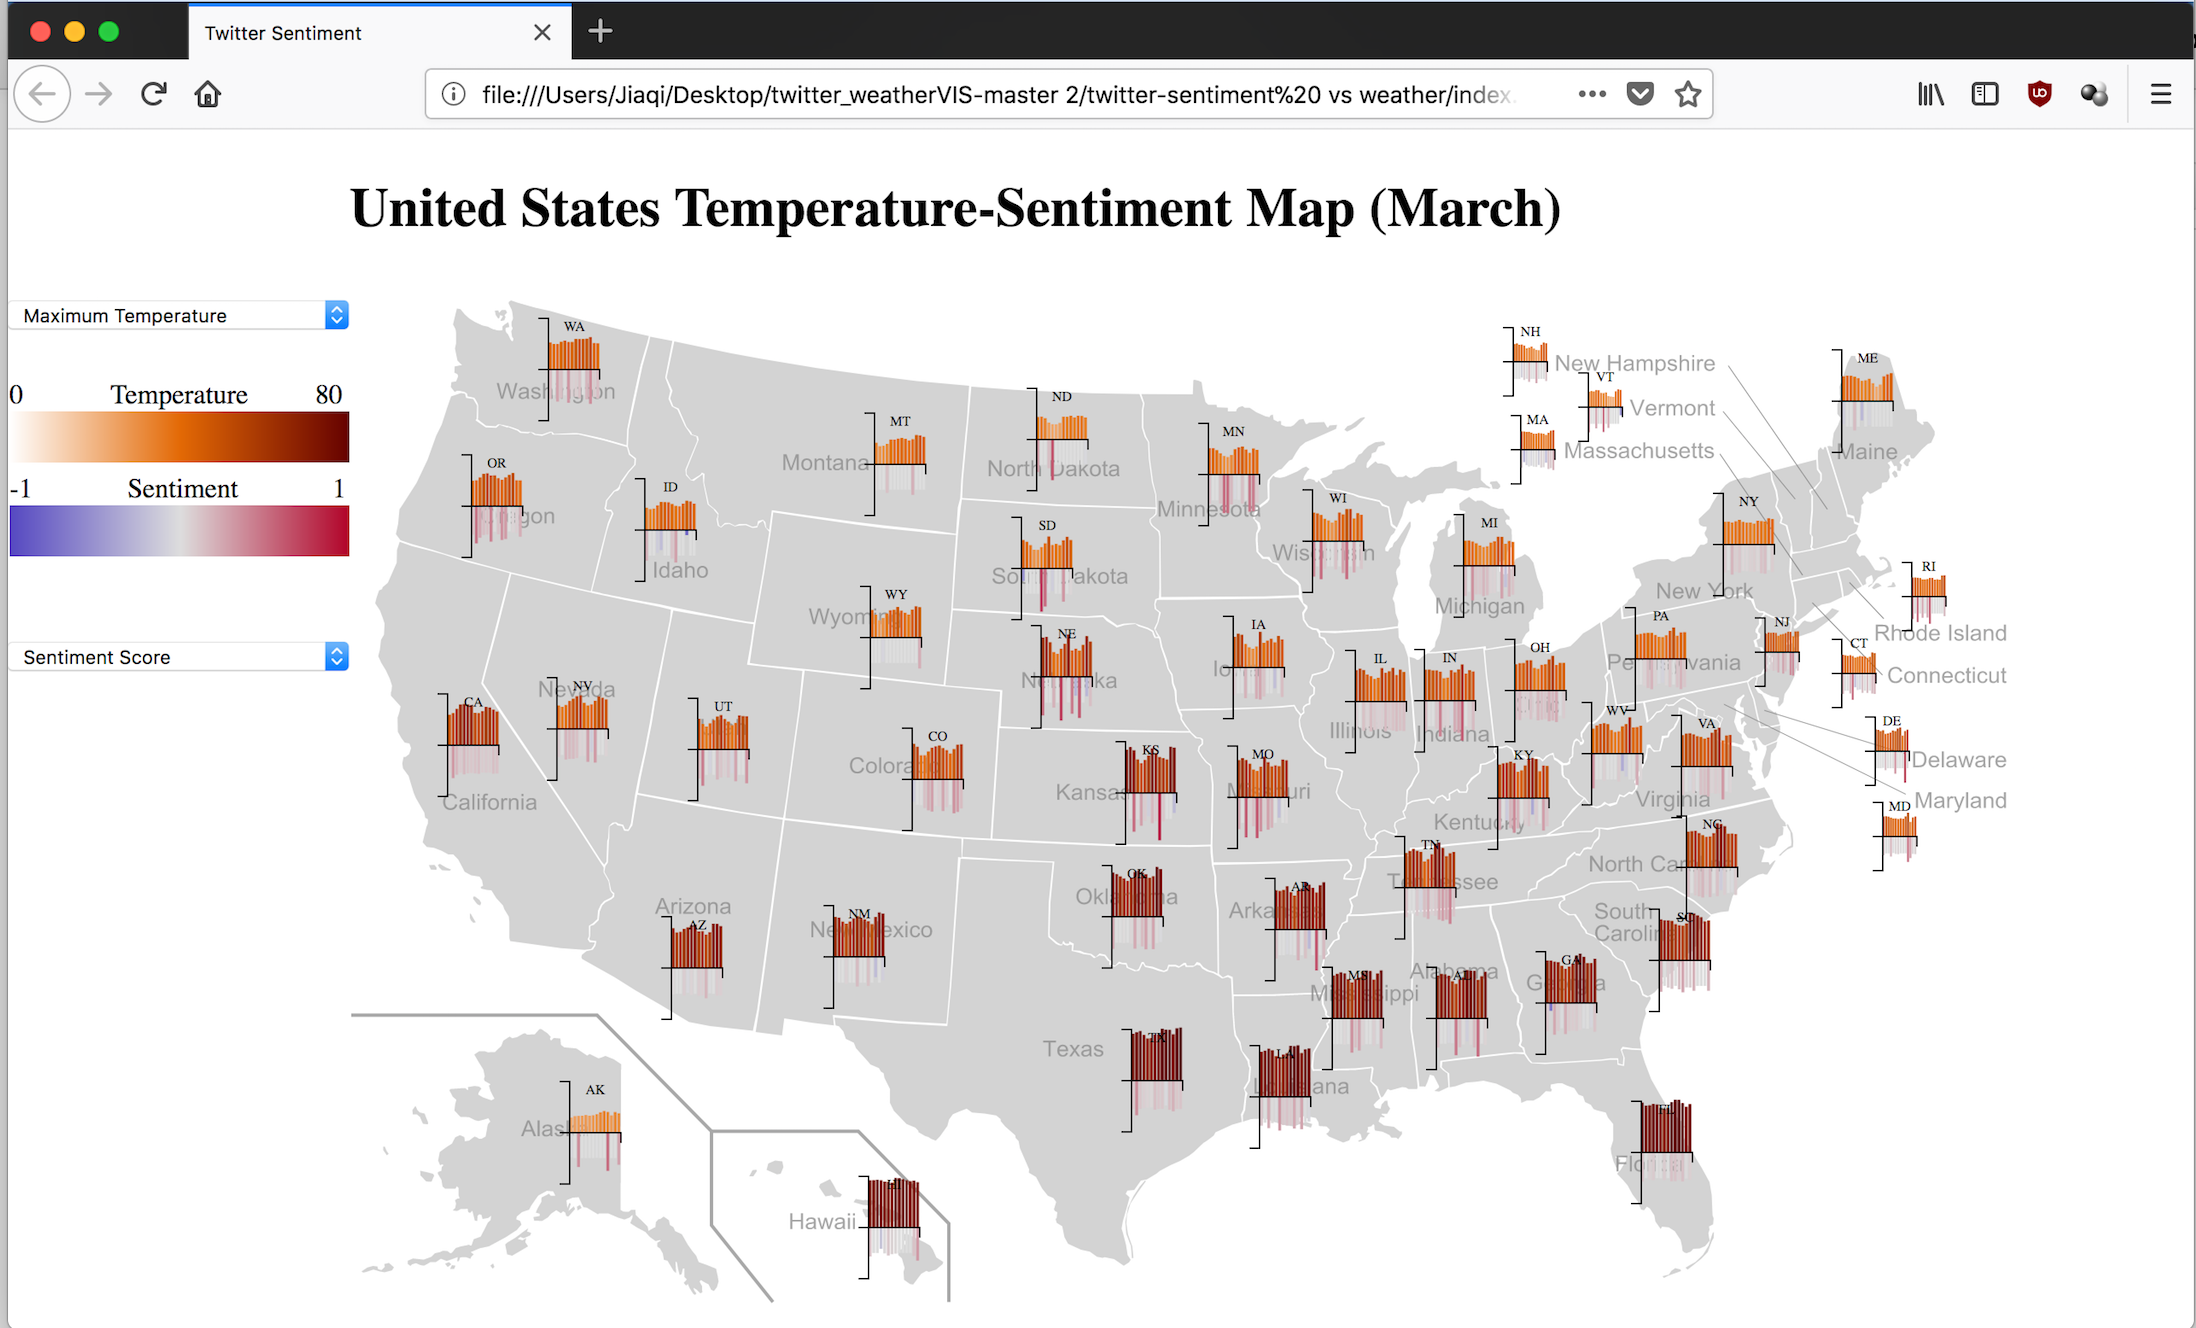 Twitter Sentiment
file:///Users/Jiaqi/Desktop/twitter_weatherVIS-master 2/twitter-sentiment%20 vs weather/index.
United States Temperature-Sentiment Map (March)
Maximum Temperature
0 Temperature 80
-1 Sentiment 1
Sentiment Score
WA
Washington
OR
Oregon
ID
Idaho
MT
Montana
ND
North Dakota
MN
Minnesota
SD
South Dakota
WI
Wisconsin
MI
Michigan
NH
New Hampshire
VT
Vermont
MA
Massachusetts
ME
Maine
NY
New York
RI
Rhode Island
WY
Wyoming
NE
Nebraska
IA
Iowa
IL
Illinois
IN
Indiana
OH
PA
Pennsylvania
NJ
CT
Connecticut
DE
Delaware
MD
Maryland
CA
California
NV
Nevada
UT
CO
Colorado
KS
Kansas
MO
Missouri
KY
Kentucky
WV
VA
Virginia
TN
Tennessee
NC
North Carolina
AZ
Arizona
NM
New Mexico
OK
Oklahoma
AR
Arkansas
SC
South
Carolina
MS
Mississippi
AL
Alabama
GA
Georgia
TX
Texas
LA
Louisiana
FL
Florida
AK
Alaska
HI
Hawaii